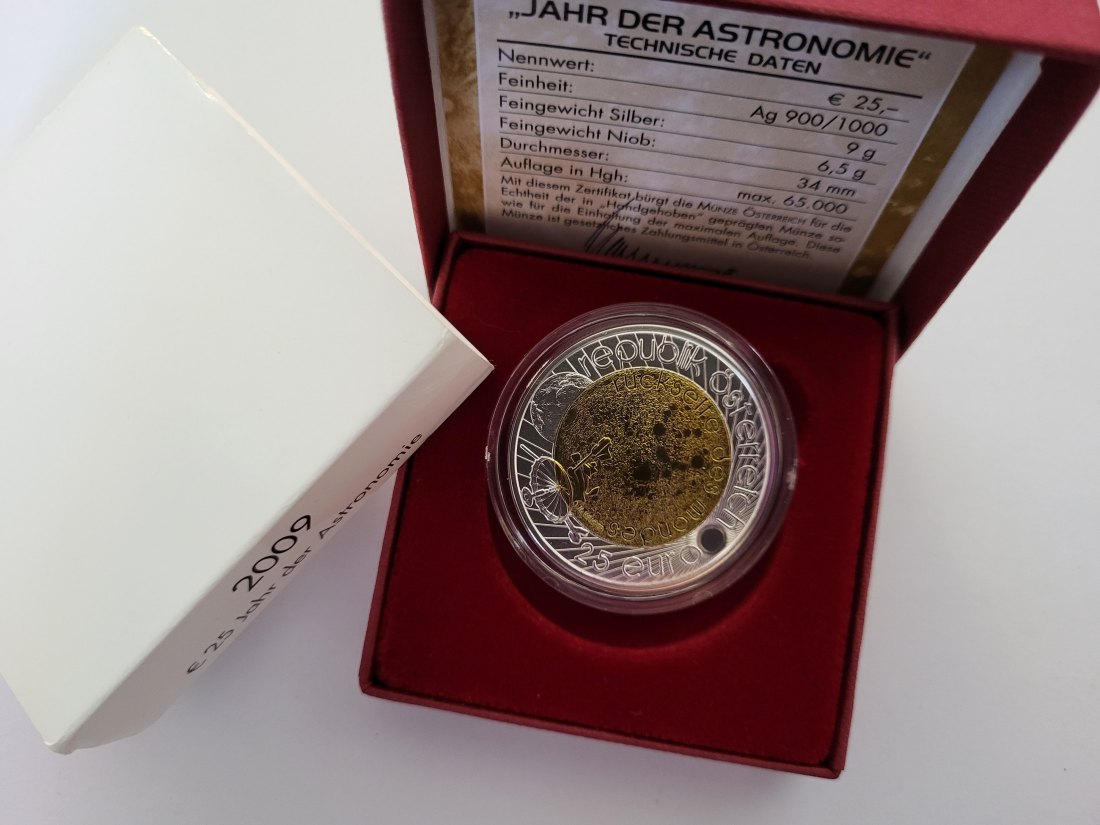 „JAHR DER ASTRONOMIE“
TECHNISCHE DATEN
Nennwert: € 25,–
Feinheit: Ag 900/1000
Feingewicht Silber: 9 g
Feingewicht Niob: 6,5 g
Durchmesser: 34 mm
Auflage in Hgh: max. 65.000
Mit diesem Zertifikat bürgt die MÜNZE ÖSTERREICH für die
Echtheit der in „Handgehoben“ geprägten Münze so-
wie für die Einhaltung der maximalen Auflage. Diese
Münze ist gesetzliches Zahlungsmittel in Österreich.
republik österreich
rückseite des mondes
25 euro
2009
€ 25 Jahr der Astronomie